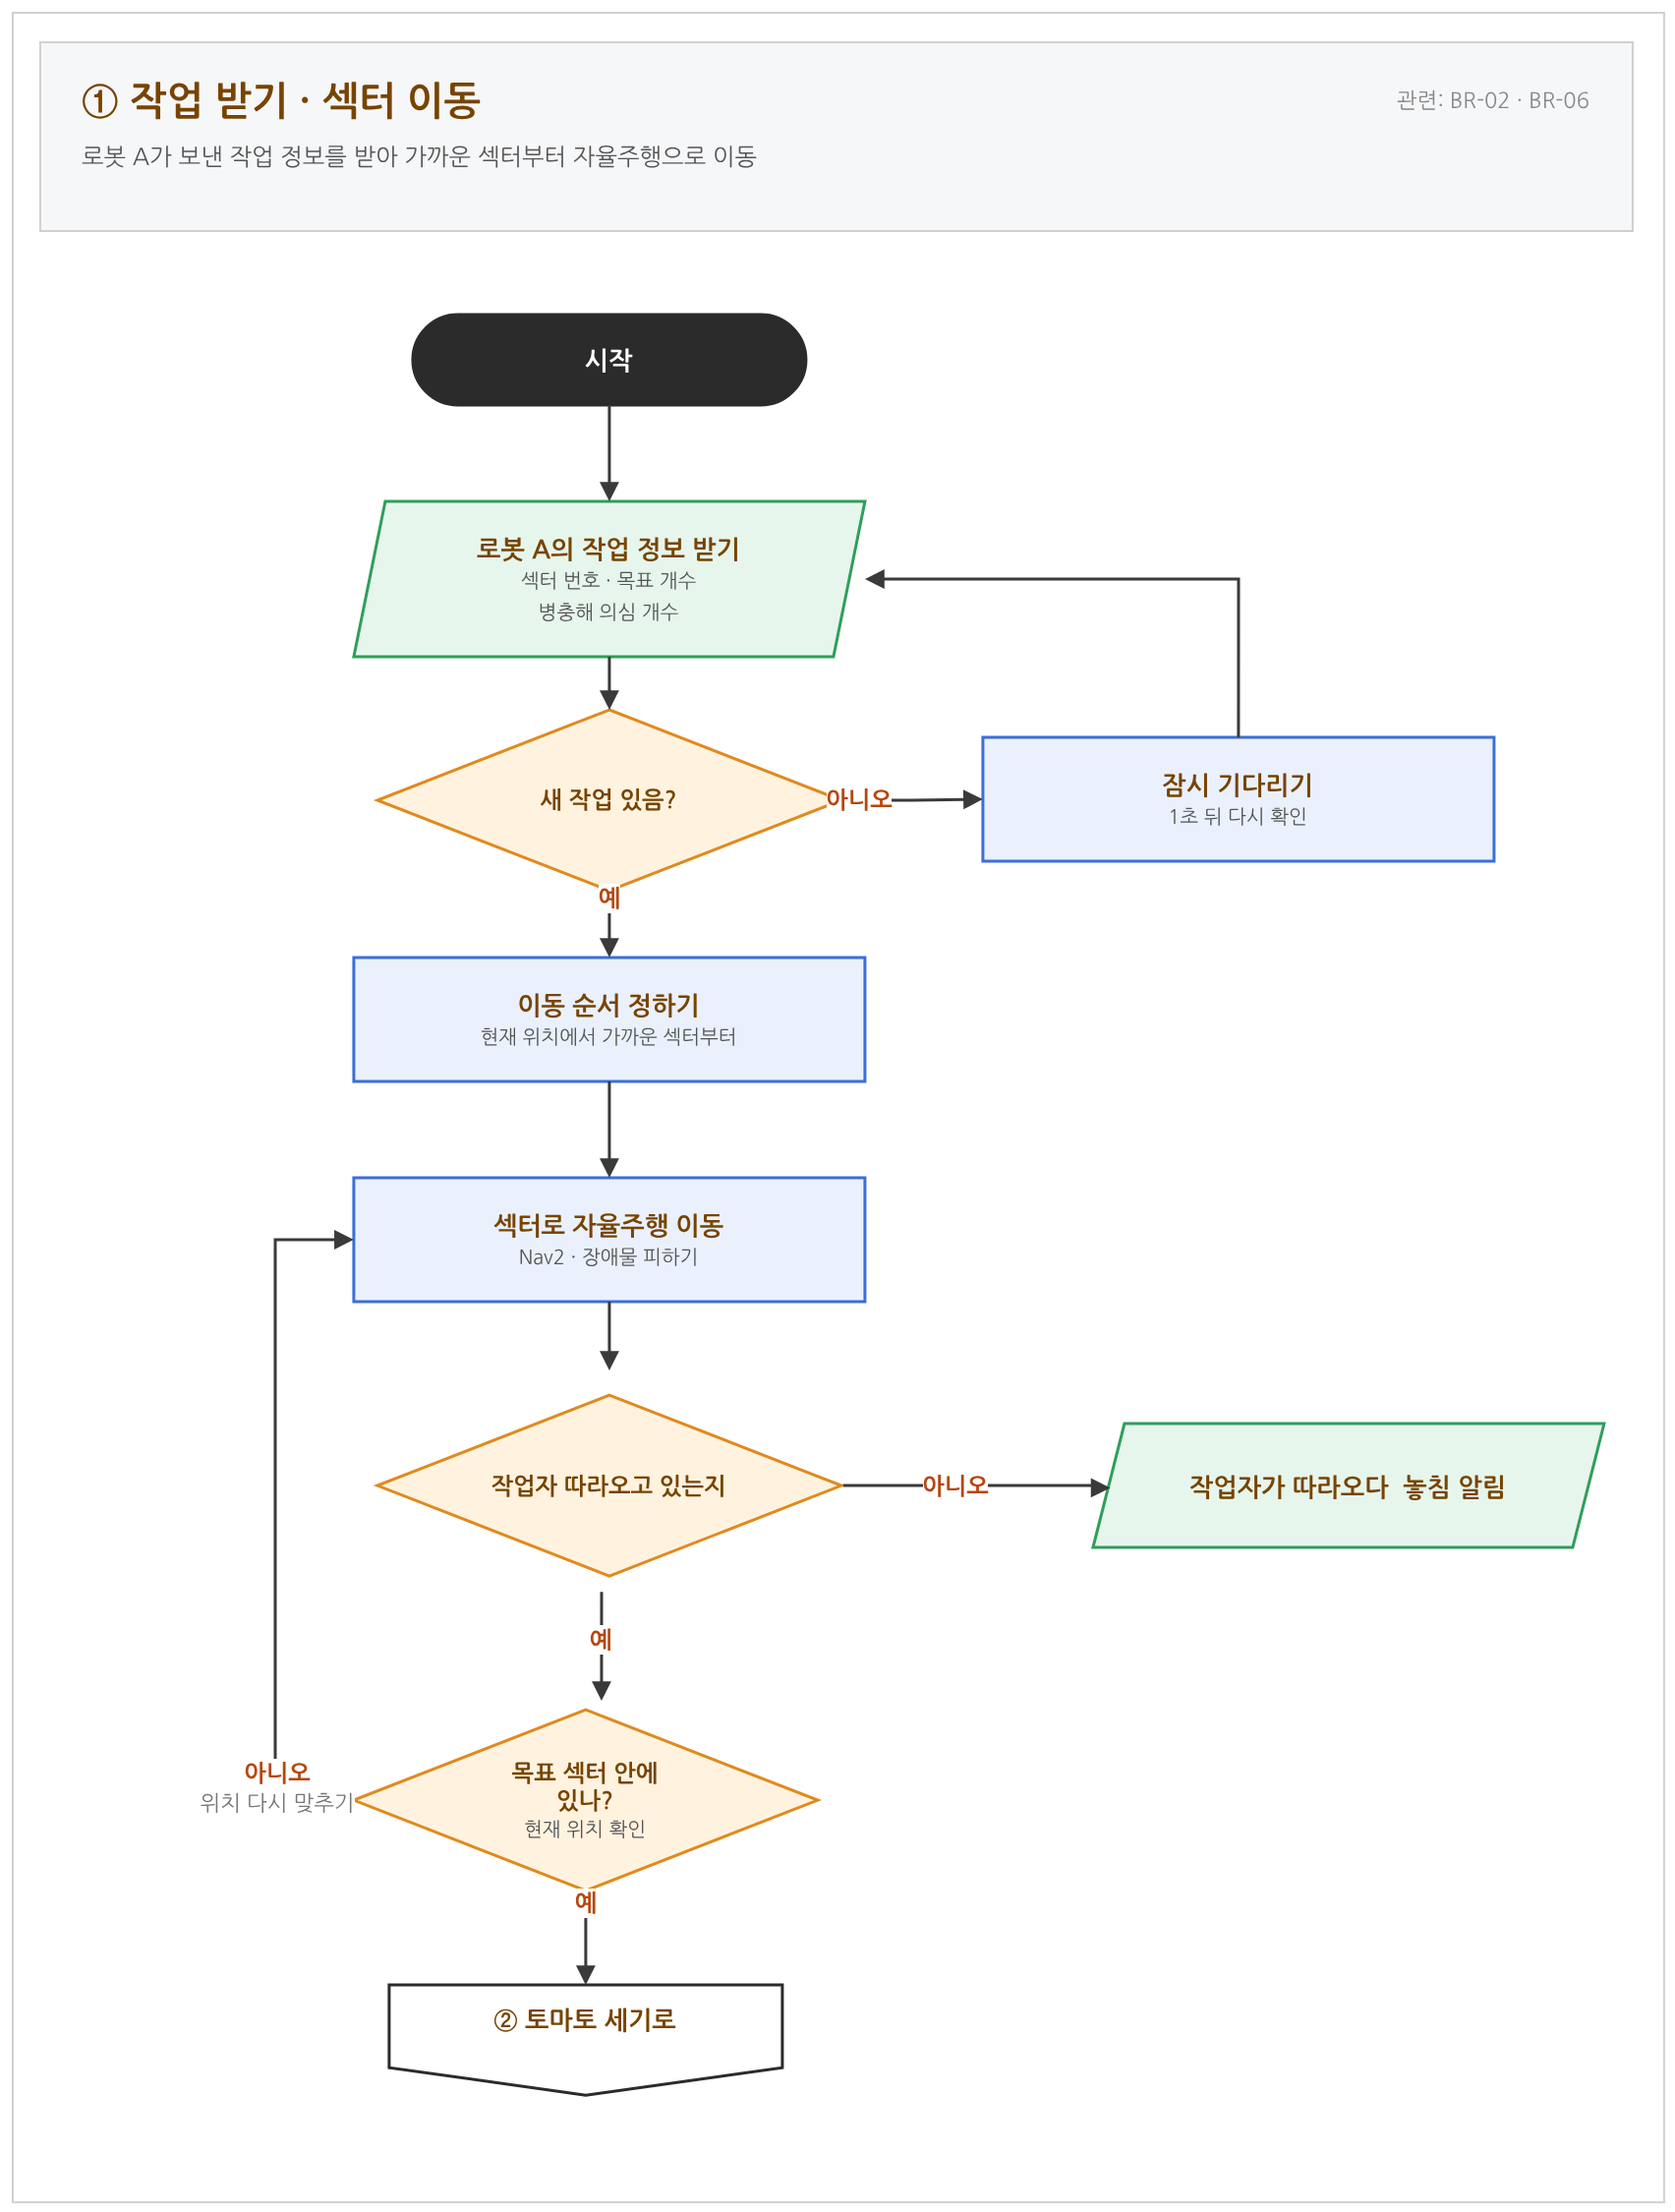 ① 작업 받기 · 섹터 이동
관련: BR-02 · BR-06
로봇 A가 보낸 작업 정보를 받아 가까운 섹터부터 자율주행으로 이동
시작
로봇 A의 작업 정보 받기
섹터 번호 · 목표 개수
병충해 의심 개수
새 작업 있음?
아니오
잠시 기다리기
1초 뒤 다시 확인
예
이동 순서 정하기
현재 위치에서 가까운 섹터부터
섹터로 자율주행 이동
Nav2 · 장애물 피하기
작업자 따라오고 있는지
아니오
작업자가 따라오다 놓침 알림
예
목표 섹터 안에
있나?
현재 위치 확인
아니오
위치 다시 맞추기
예
② 토마토 세기로